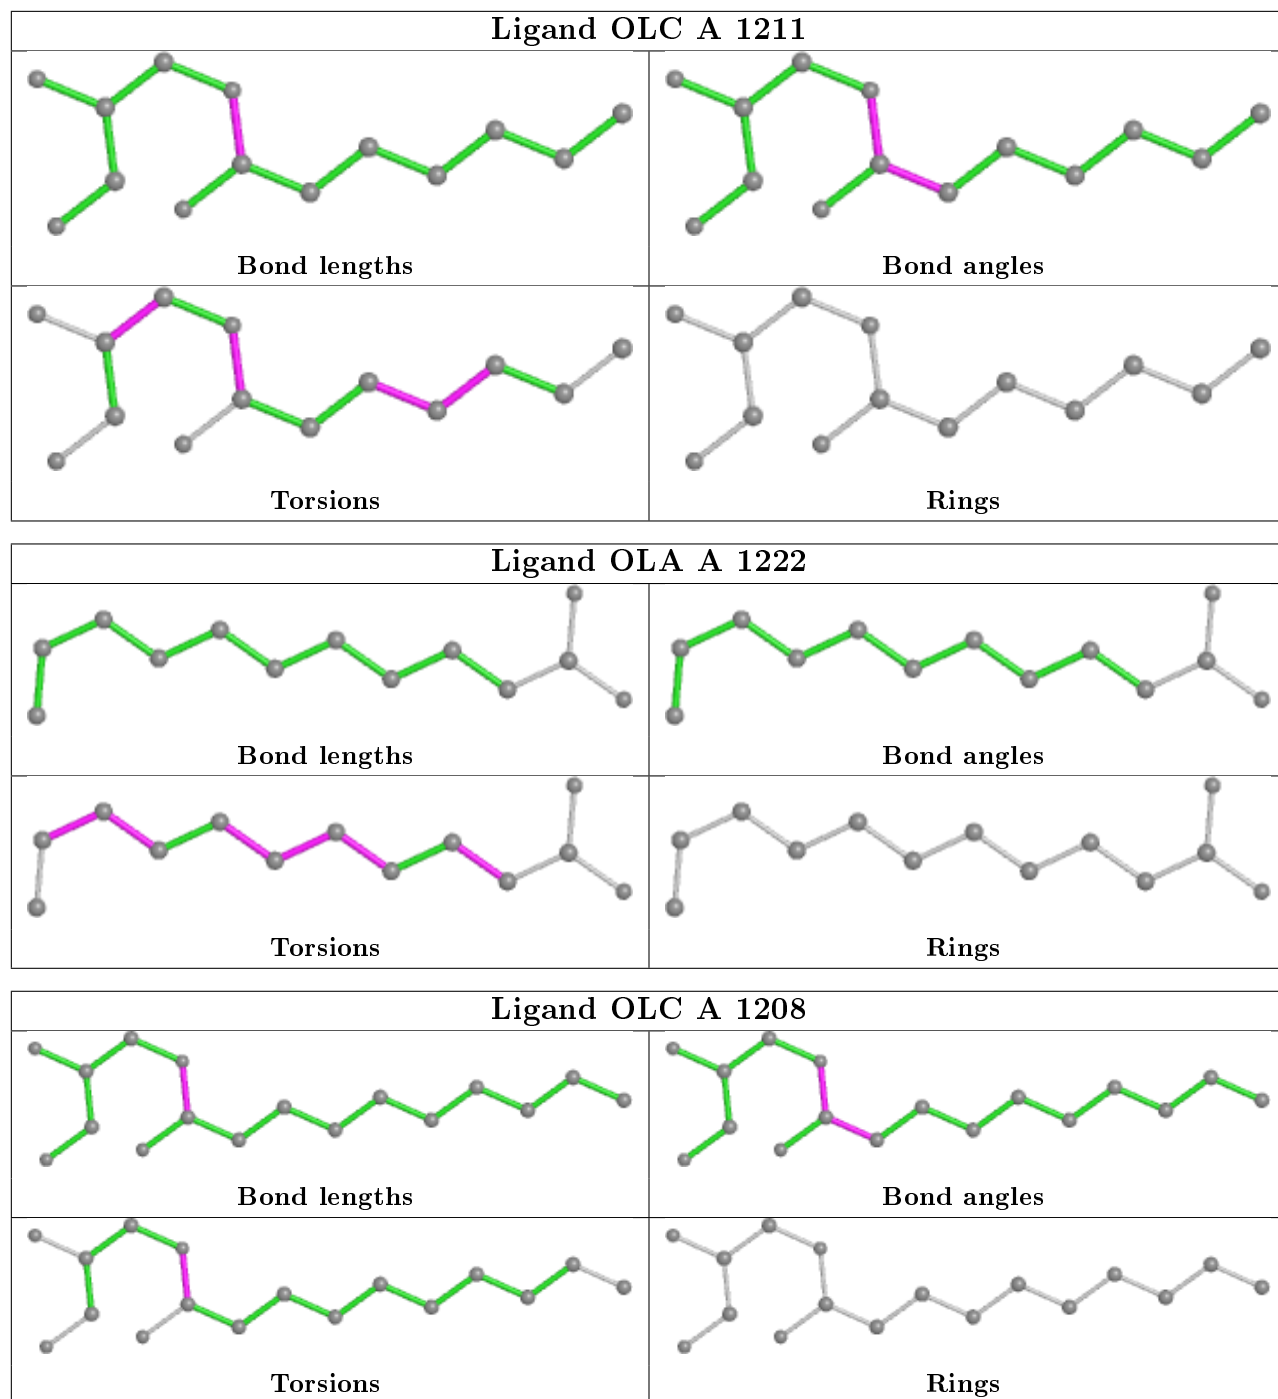 Ligand OLC A 1211
Bond lengths
Bond angles
Torsions
Rings
Ligand OLA A 1222
Bond lengths
Bond angles
Torsions
Rings
Ligand OLC A 1208
Bond lengths
Bond angles
Torsions
Rings